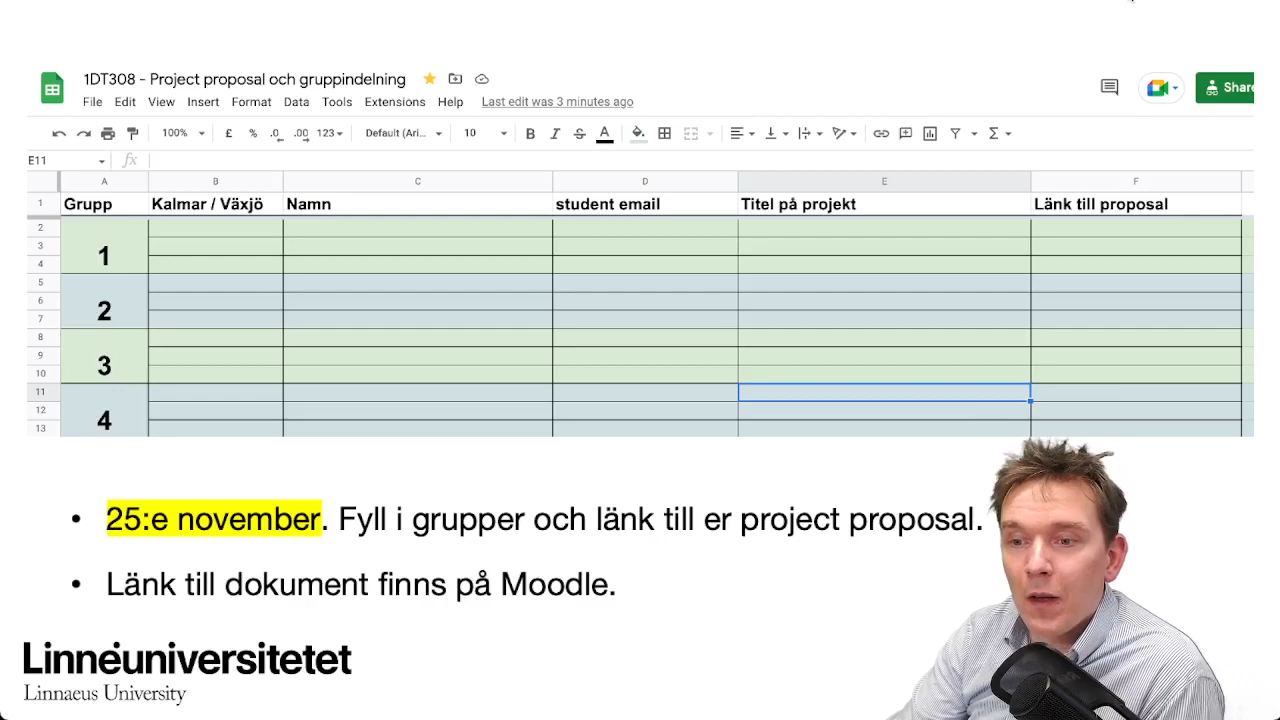 1DT308 - Project proposal och gruppindelning
File Edit View Insert Format Data Tools Extensions Help Last edit was 3 minutes ago
Share
100% £ % .0 .00 123 Default (Ari... 10 B I S A
E11 fx
A B C D E F
1 Grupp Kalmar / Växjö Namn student email Titel på projekt Länk till proposal
2
3 1
4
5
6 2
7
8
9 3
10
11
12 4
13
• 25:e november. Fyll i grupper och länk till er project proposal.
• Länk till dokument finns på Moodle.
Linnéuniversitetet
Linnaeus University